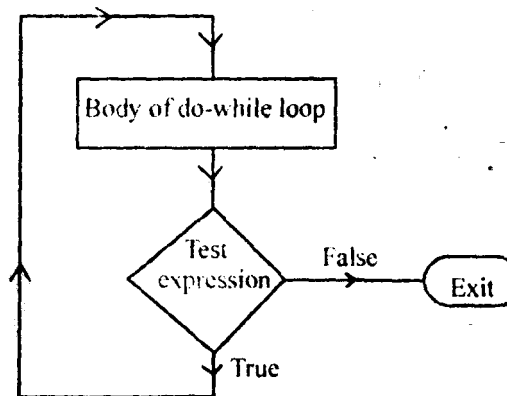 Body of do-while loop
Test
expression
False
Exit
True